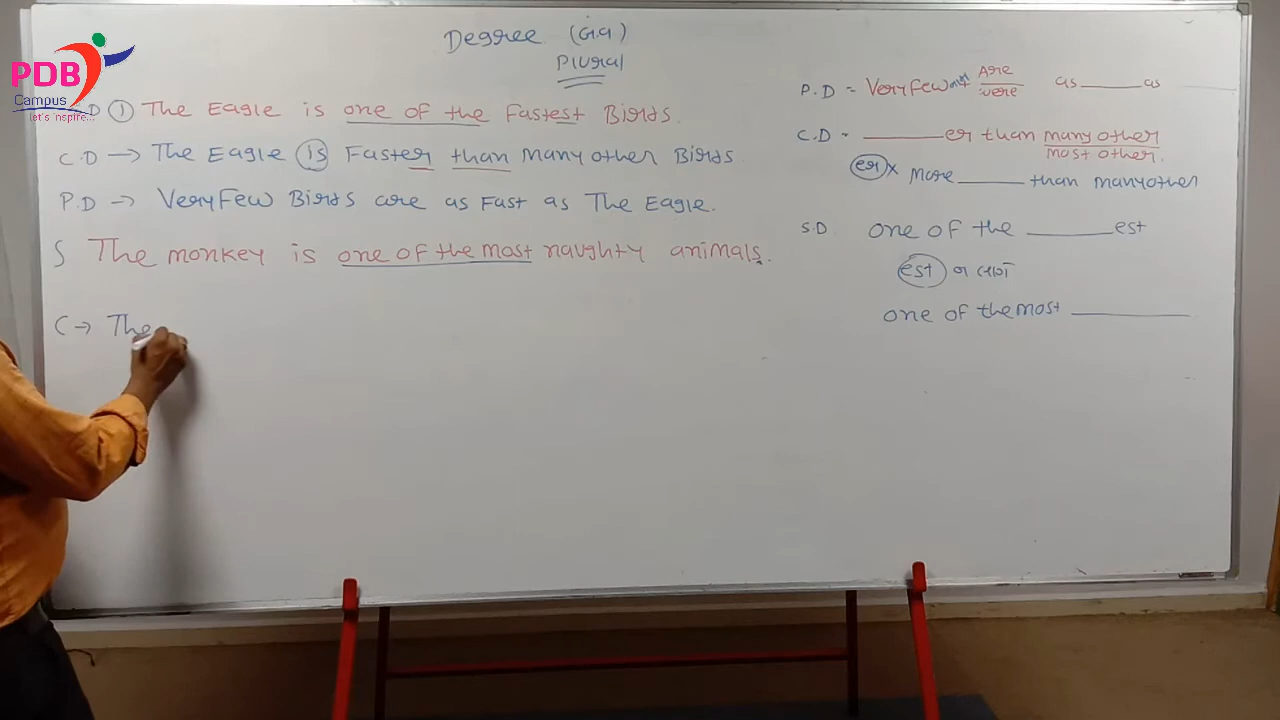 PDB
Campus
let's inspire...
Degree (G.a)
Plural
D ① The Eagle is one of the Fastest Birds.
C.D → The Eagle is Faster than many other Birds
P.D → Very Few Birds are as Fast as The Eagle.
S The monkey is one of the most naughty animals.
C → The
P.D = Very Few Are as ____ as
were
C.D = ____ er than many other
most other.
er x More ____ than many other
S.D one of the ____ est
est ન લાગે
one of the most ____